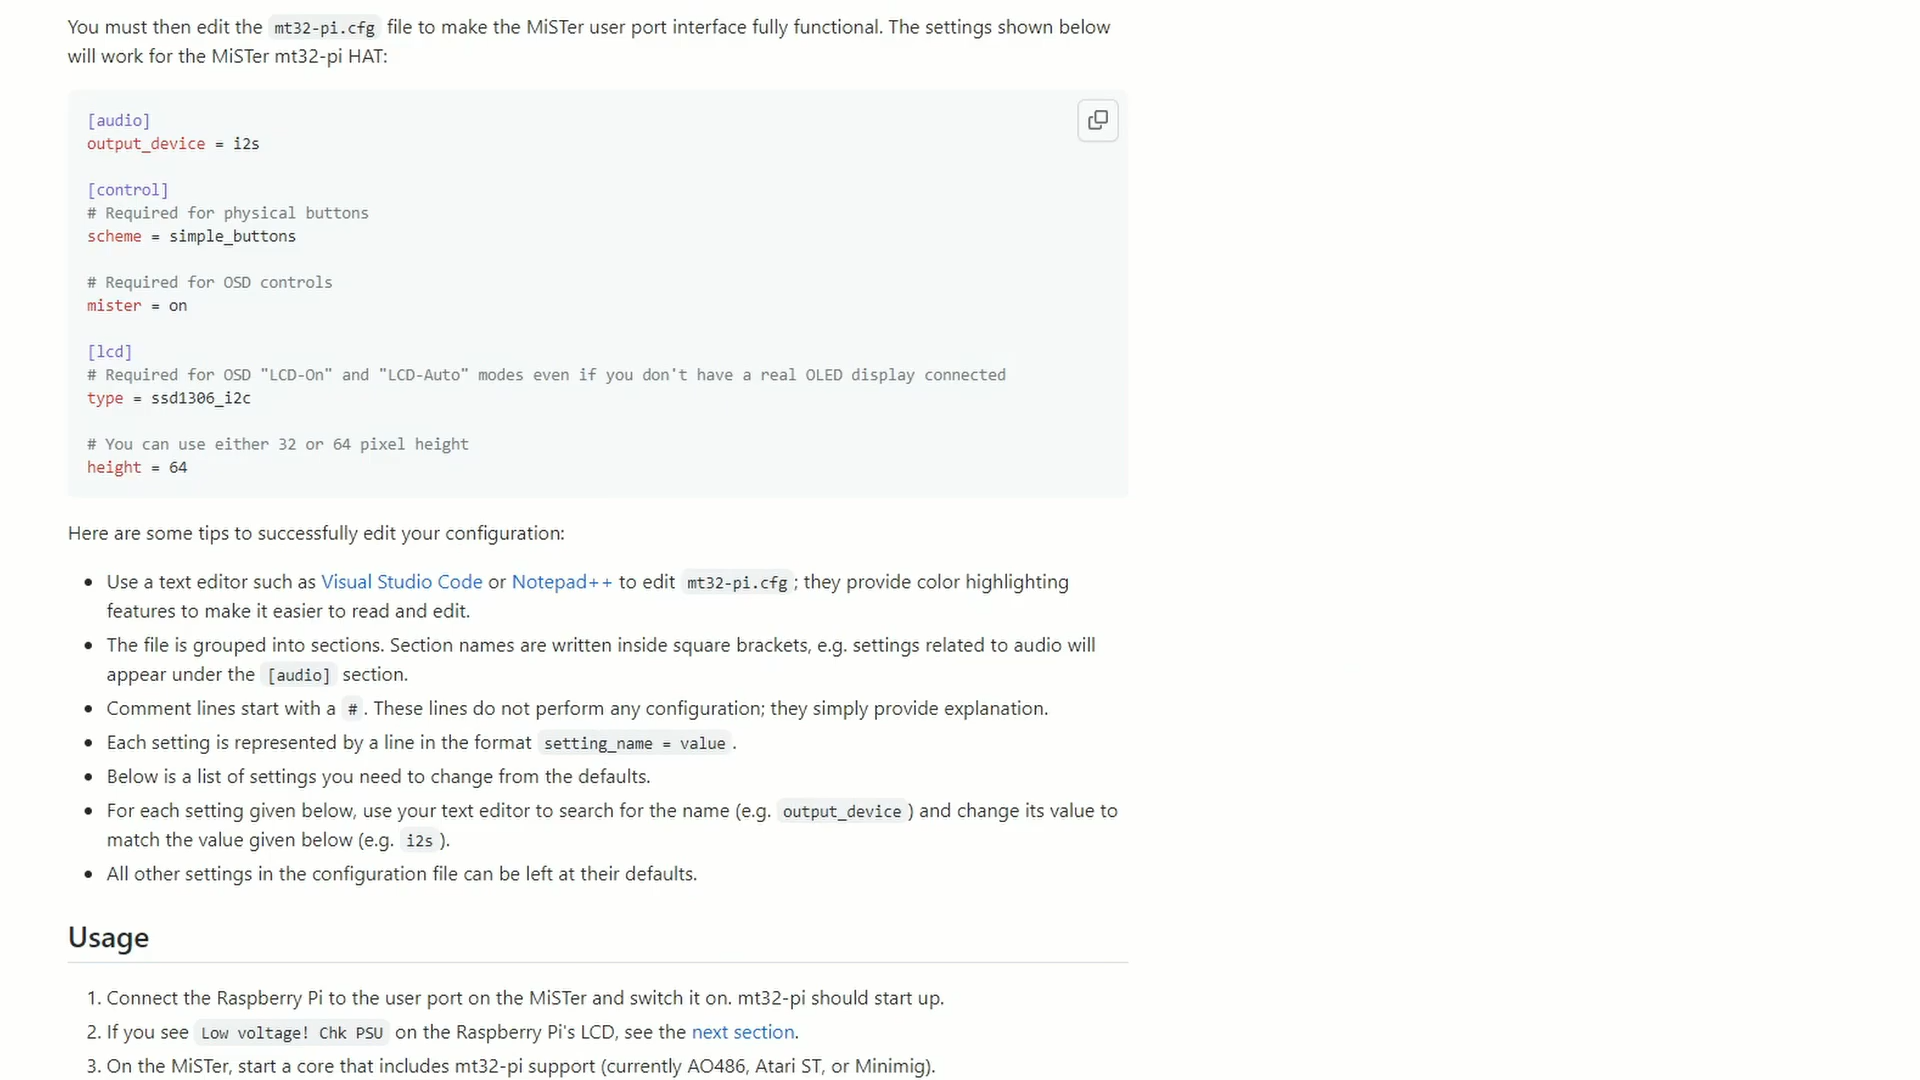 You must then edit the mt32-pi.cfg file to make the MiSTer user port interface fully functional. The settings shown below
will work for the MiSTer mt32-pi HAT:
[audio]
output_device = i2s
[control]
# Required for physical buttons
scheme = simple_buttons
# Required for OSD controls
mister = on
[lcd]
# Required for OSD "LCD-On" and "LCD-Auto" modes even if you don't have a real OLED display connected
type = ssd1306_i2c
# You can use either 32 or 64 pixel height
height = 64
Here are some tips to successfully edit your configuration:
• Use a text editor such as Visual Studio Code or Notepad++ to edit mt32-pi.cfg; they provide color highlighting
features to make it easier to read and edit.
• The file is grouped into sections. Section names are written inside square brackets, e.g. settings related to audio will
appear under the [audio] section.
• Comment lines start with a #. These lines do not perform any configuration; they simply provide explanation.
• Each setting is represented by a line in the format setting_name = value.
• Below is a list of settings you need to change from the defaults.
• For each setting given below, use your text editor to search for the name (e.g. output_device) and change its value to
match the value given below (e.g. i2s).
• All other settings in the configuration file can be left at their defaults.
Usage
1. Connect the Raspberry Pi to the user port on the MiSTer and switch it on. mt32-pi should start up.
2. If you see Low voltage! Chk PSU on the Raspberry Pi's LCD, see the next section.
3. On the MiSTer, start a core that includes mt32-pi support (currently AO486, Atari ST, or Minimig).